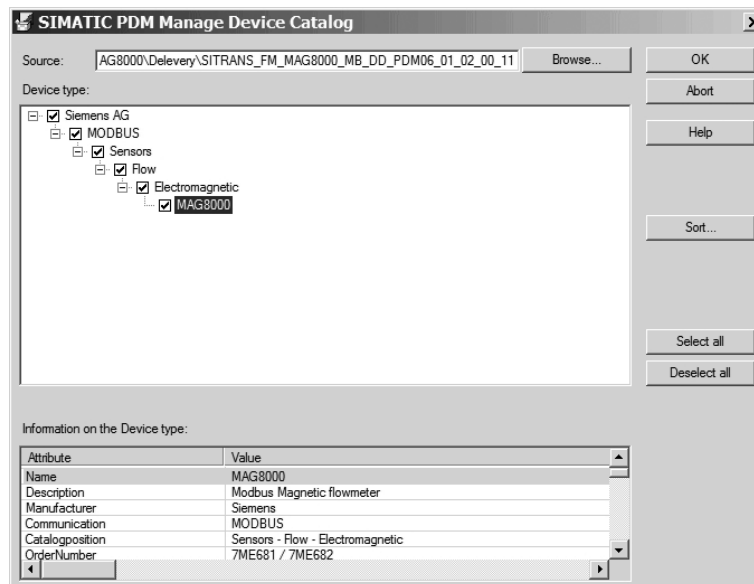 SIMATIC PDM Manage Device Catalog
Source: AG8000\Delevery\SITRANS_FM_MAG8000_MB_DD_PDM06_01_02_00_11 Browse... OK
Device type: Abort
Siemens AG
MODBUS Help
Sensors
Flow
Electromagnetic
MAG8000
Sort...
Select all
Deselect all
Information on the Device type:
Attribute Value
Name MAG8000
Description Modbus Magnetic flowmeter
Manufacturer Siemens
Communication MODBUS
Catalogposition Sensors - Flow - Electromagnetic
OrderNumber 7ME681 / 7ME682